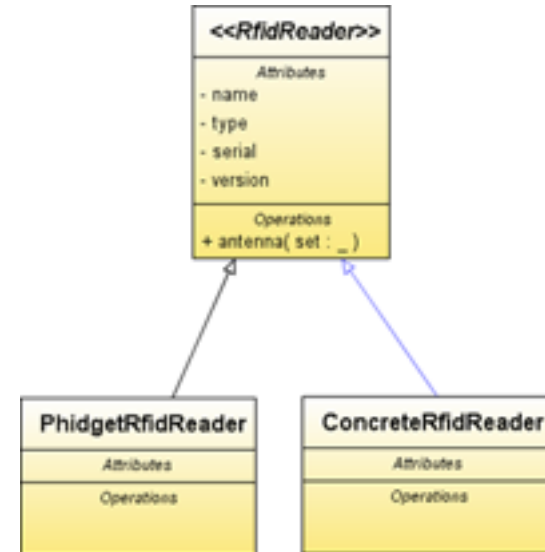 <<RfidReader>>
Attributes
- name
- type
- serial
- version
Operations
+ antenna( set : _ )
PhidgetRfidReader
Attributes
Operations
ConcreteRfidReader
Attributes
Operations